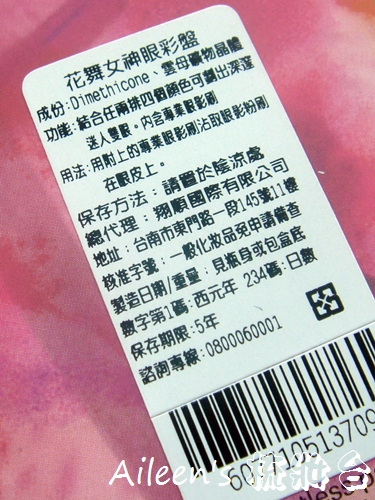 花舞女神眼彩盤
成份:Dimethicone、雲母礦物晶體
功能:結合在兩排四個顏色可創出深邃
迷人雙眼。內含專業眼影刷
用法:用附上的專業眼影刷沾取眼影粉刷
在眼皮上。
保存方法:請置於陰涼處
總代理:翔順國際有限公司
地址:台南市東門路一段145號11樓
核准字號:一般化妝品免申請備查
製造日期/重量:見瓶身或包盒底
數字第1碼:西元年 234碼:日數
保存期限:5年
諮詢專線:0800060001
Aileen's